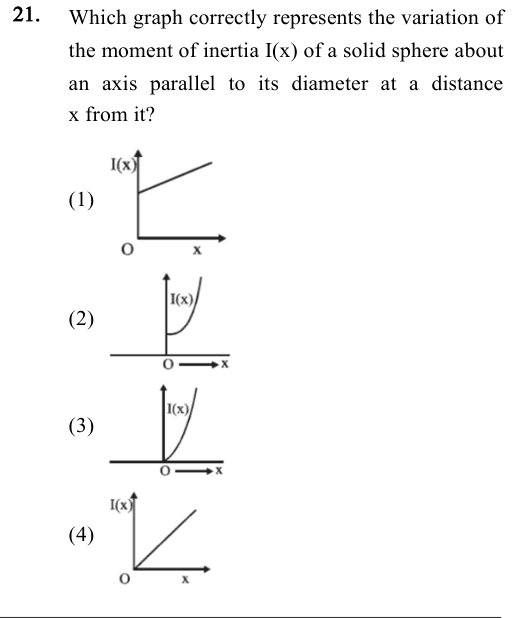 21. Which graph correctly represents the variation of
the moment of inertia I(x) of a solid sphere about
an axis parallel to its diameter at a distance
x from it?
I(x)
(1)
O x
I(x)
(2)
O x
I(x)
(3)
O x
I(x)
(4)
O x